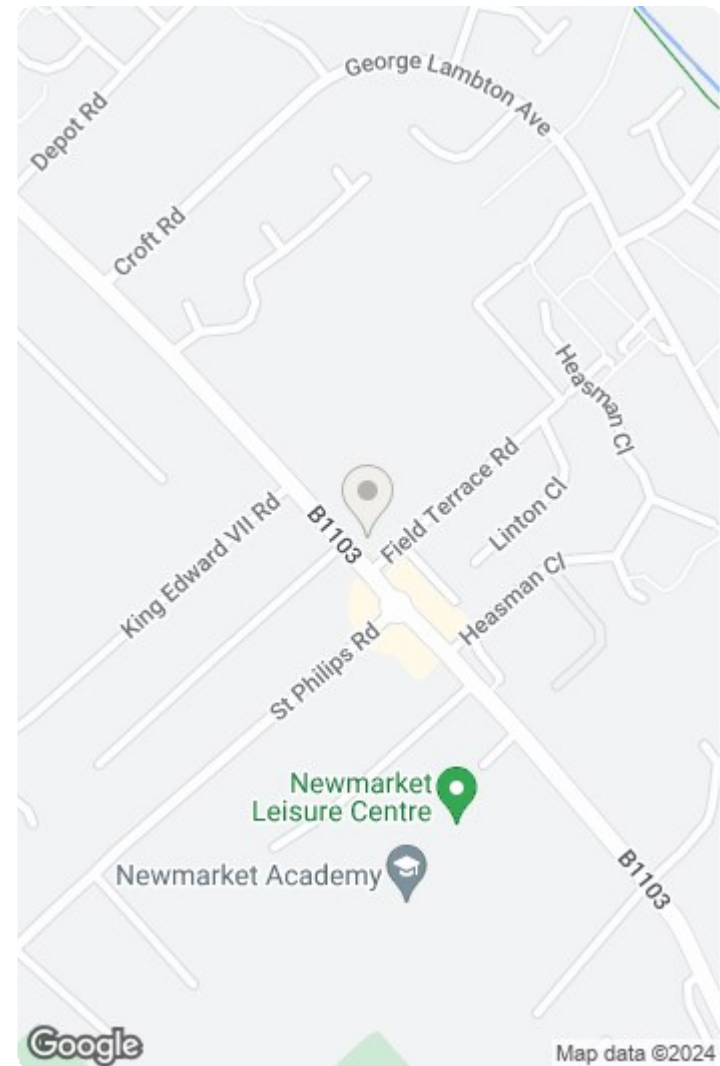 George Lambton Ave
Depot Rd
Croft Rd
Heasman Cl
Field Terrace Rd
Linton Cl
King Edward VII Rd
B1103
Heasman Cl
St Philips Rd
Newmarket
Leisure Centre
Newmarket Academy
B1103
Google
Map data ©2024